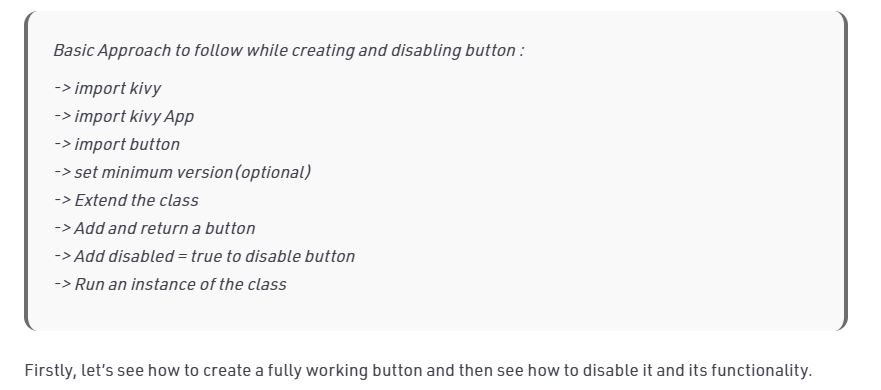 Basic Approach to follow while creating and disabling button :
-> import kivy
-> import kivy App
-> import button
-> set minimum version(optional)
-> Extend the class
-> Add and return a button
-> Add disabled = true to disable button
-> Run an instance of the class
Firstly, let’s see how to create a fully working button and then see how to disable it and its functionality.